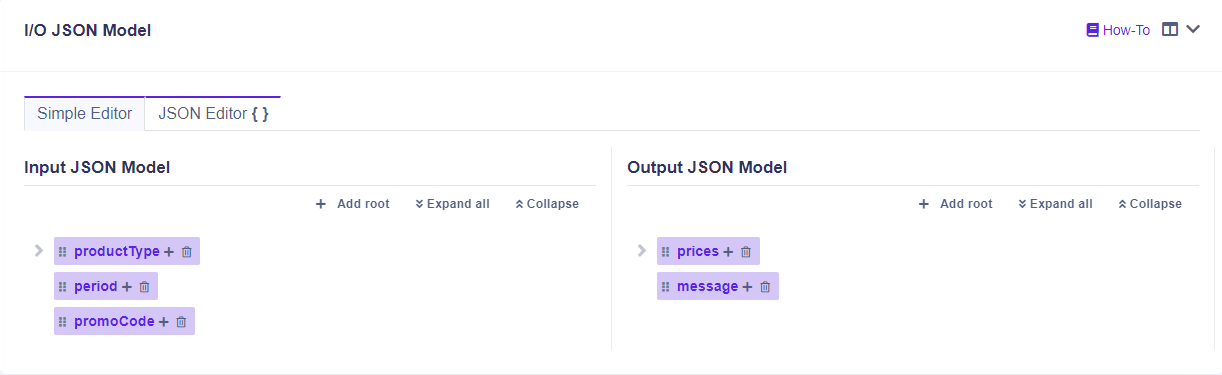 I/O JSON Model
How-To
Simple Editor
JSON Editor { }
Input JSON Model
+ Add root
Expand all
Collapse
productType +
period +
promoCode +
Output JSON Model
+ Add root
Expand all
Collapse
prices +
message +